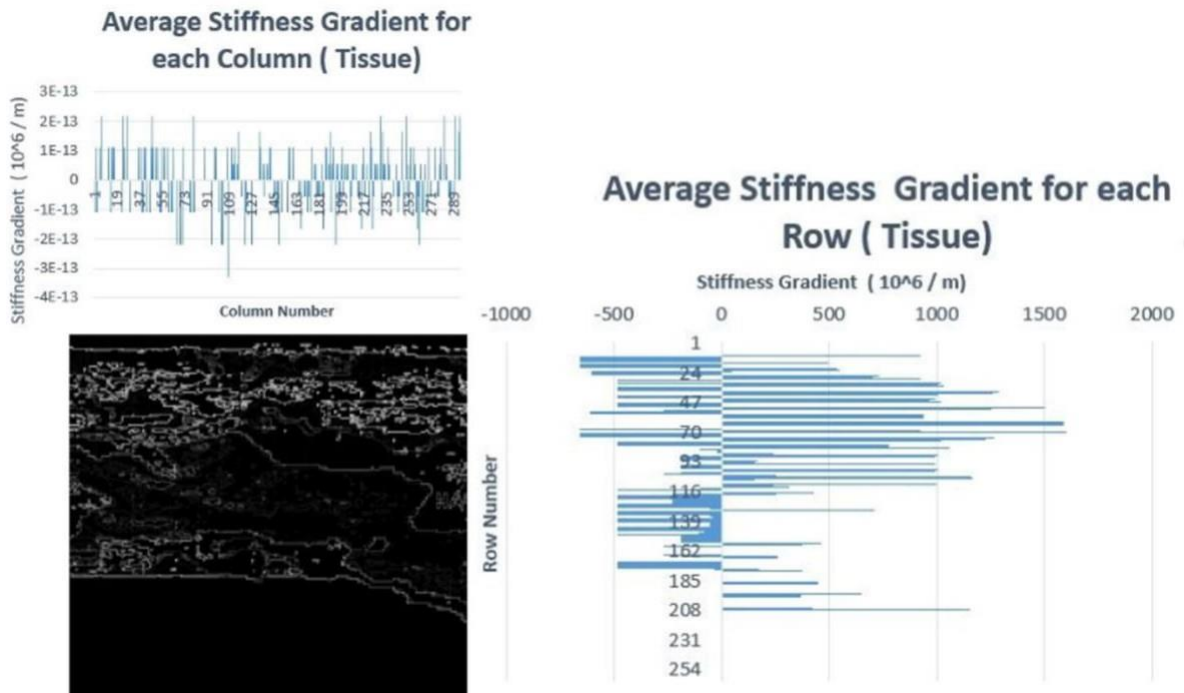 Average Stiffness Gradient for
each Column ( Tissue)
Stiffness Gradient ( 10^6 / m)
3E-13
2E-13
1E-13
0
-1E-13
-2E-13
-3E-13
-4E-13
1 19 37 55 73 91 109 127 145 163 181 199 217 235 253 271 289
Column Number
Average Stiffness Gradient for each
Row ( Tissue)
Stiffness Gradient ( 10^6 / m)
-1000 -500 0 500 1000 1500 2000
Row Number
1
24
47
70
93
116
139
162
185
208
231
254